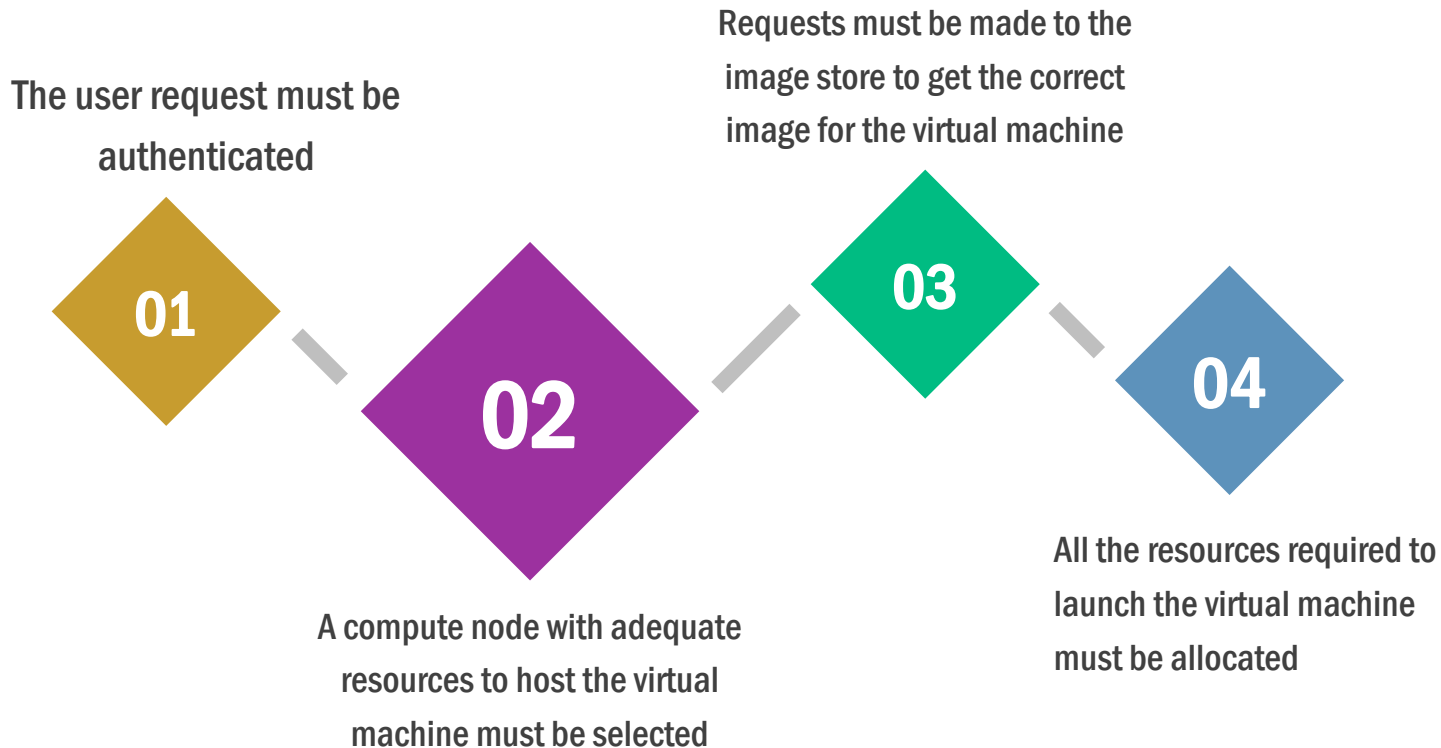 The user request must be
authenticated
01
A compute node with adequate
resources to host the virtual
machine must be selected
02
Requests must be made to the
image store to get the correct
image for the virtual machine
03
04
All the resources required to
launch the virtual machine
must be allocated